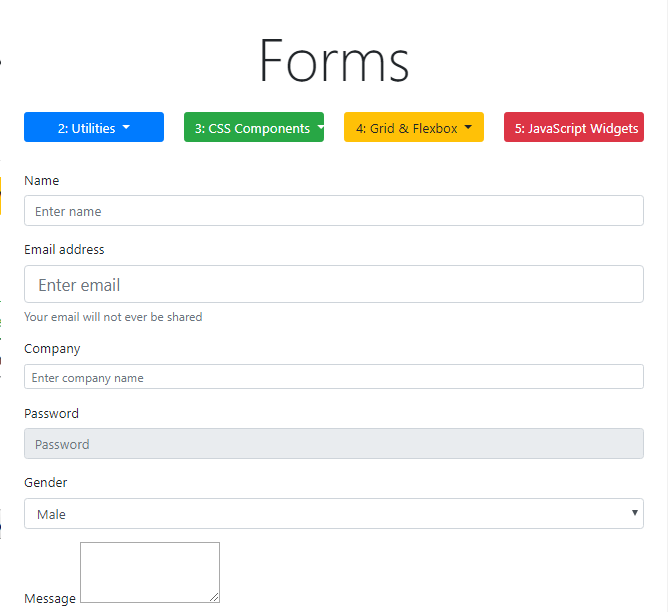 Forms
2: Utilities
3: CSS Components
4: Grid & Flexbox
5: JavaScript Widgets
Name
Enter name
Email address
Enter email
Your email will not ever be shared
Company
Enter company name
Password
Password
Gender
Male
Message